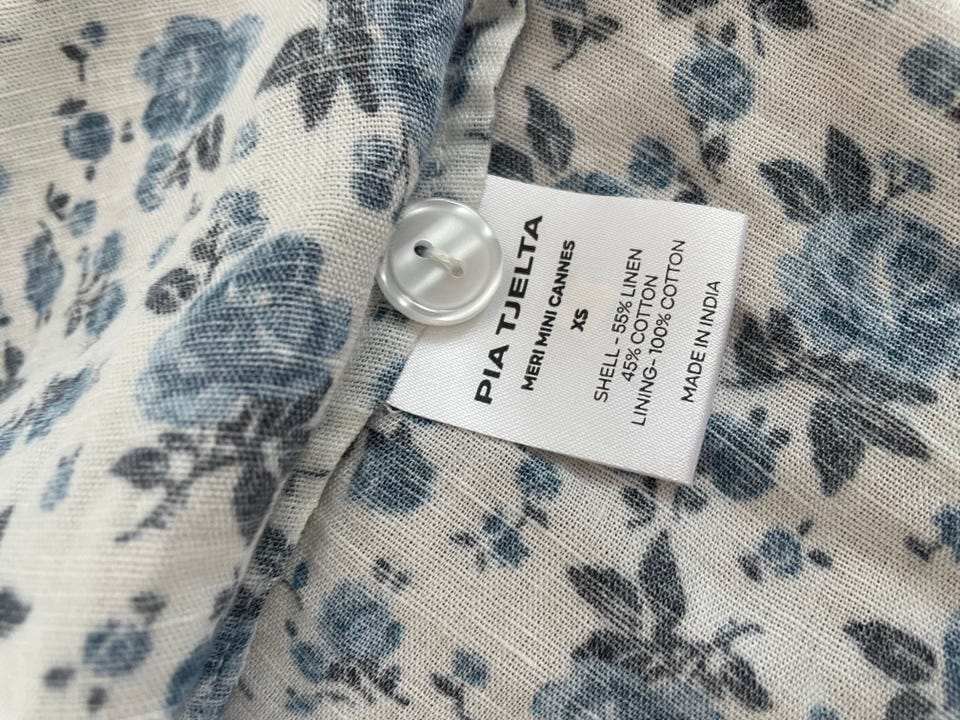 PIA TJELTA
MERI MINI CANNES
XS
SHELL - 55% LINEN
45% COTTON
LINING- 100% COTTON
MADE IN INDIA